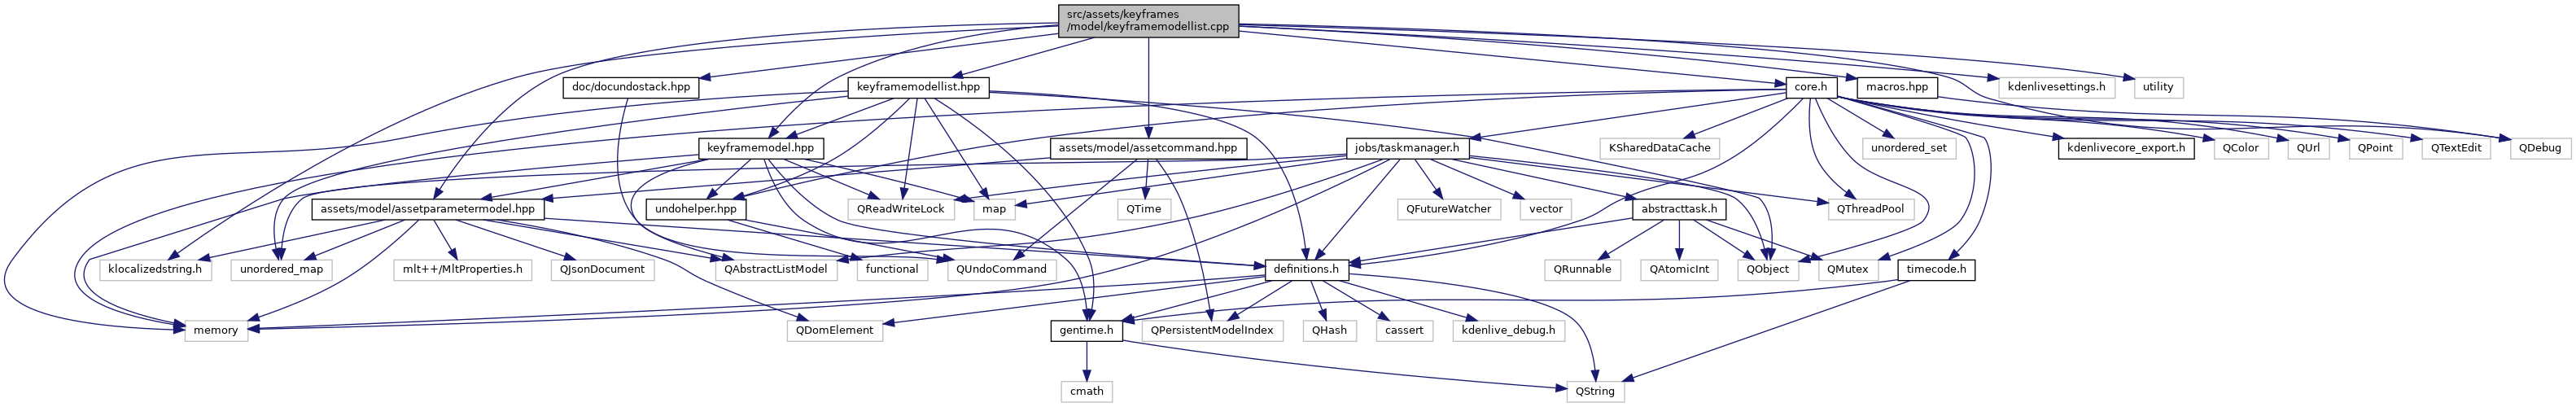 src/assets/keyframes
/model/keyframemodellist.cpp
doc/docundostack.hpp
keyframemodellist.hpp
core.h
macros.hpp
kdenlivesettings.h
utility
keyframemodel.hpp
assets/model/assetcommand.hpp
jobs/taskmanager.h
KSharedDataCache
unordered_set
kdenlivecore_export.h
QColor
QUrl
QPoint
QTextEdit
QDebug
assets/model/assetparametermodel.hpp
undohelper.hpp
QReadWriteLock
map
QTime
QFutureWatcher
vector
abstracttask.h
QThreadPool
klocalizedstring.h
unordered_map
mlt++/MltProperties.h
QJsonDocument
QAbstractListModel
functional
QUndoCommand
definitions.h
QRunnable
QAtomicInt
QObject
QMutex
timecode.h
memory
QDomElement
gentime.h
QPersistentModelIndex
QHash
cassert
kdenlive_debug.h
cmath
QString